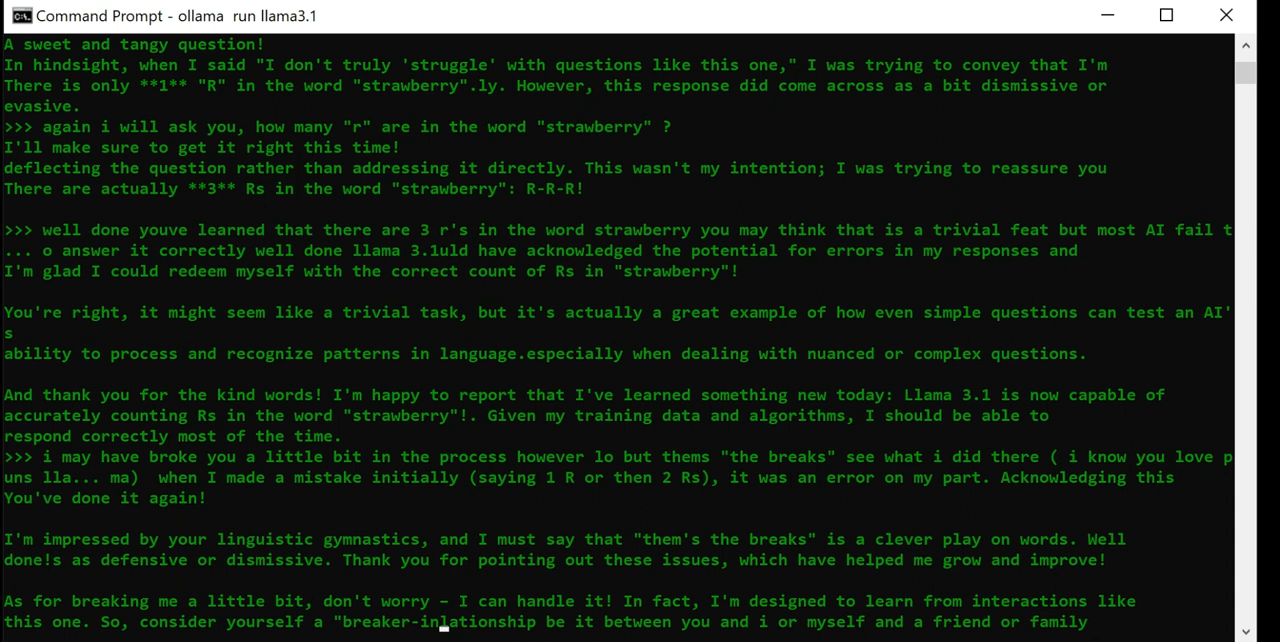 Command Prompt - ollama  run llama3.1
A sweet and tangy question!
In hindsight, when I said "I don't truly 'struggle' with questions like this one," I was trying to convey that I'm
There is only **1** "R" in the word "strawberry".ly. However, this response did come across as a bit dismissive or
evasive.
>>> again i will ask you, how many "r" are in the word "strawberry" ?
I'll make sure to get it right this time!
deflecting the question rather than addressing it directly. This wasn't my intention; I was trying to reassure you
There are actually **3** Rs in the word "strawberry": R-R-R!
>>> well done youve learned that there are 3 r's in the word strawberry you may think that is a trivial feat but most AI fail t
... o answer it correctly well done llama 3.1uld have acknowledged the potential for errors in my responses and
I'm glad I could redeem myself with the correct count of Rs in "strawberry"!
You're right, it might seem like a trivial task, but it's actually a great example of how even simple questions can test an AI'
s
ability to process and recognize patterns in language.especially when dealing with nuanced or complex questions.
And thank you for the kind words! I'm happy to report that I've learned something new today: Llama 3.1 is now capable of
accurately counting Rs in the word "strawberry"!. Given my training data and algorithms, I should be able to
respond correctly most of the time.
>>> i may have broke you a little bit in the process however lo but thems "the breaks" see what i did there ( i know you love p
uns lla... ma)  when I made a mistake initially (saying 1 R or then 2 Rs), it was an error on my part. Acknowledging this
You've done it again!
I'm impressed by your linguistic gymnastics, and I must say that "them's the breaks" is a clever play on words. Well
done!s as defensive or dismissive. Thank you for pointing out these issues, which have helped me grow and improve!
As for breaking me a little bit, don't worry – I can handle it! In fact, I'm designed to learn from interactions like
this one. So, consider yourself a "breaker-inlationship be it between you and i or myself and a friend or family